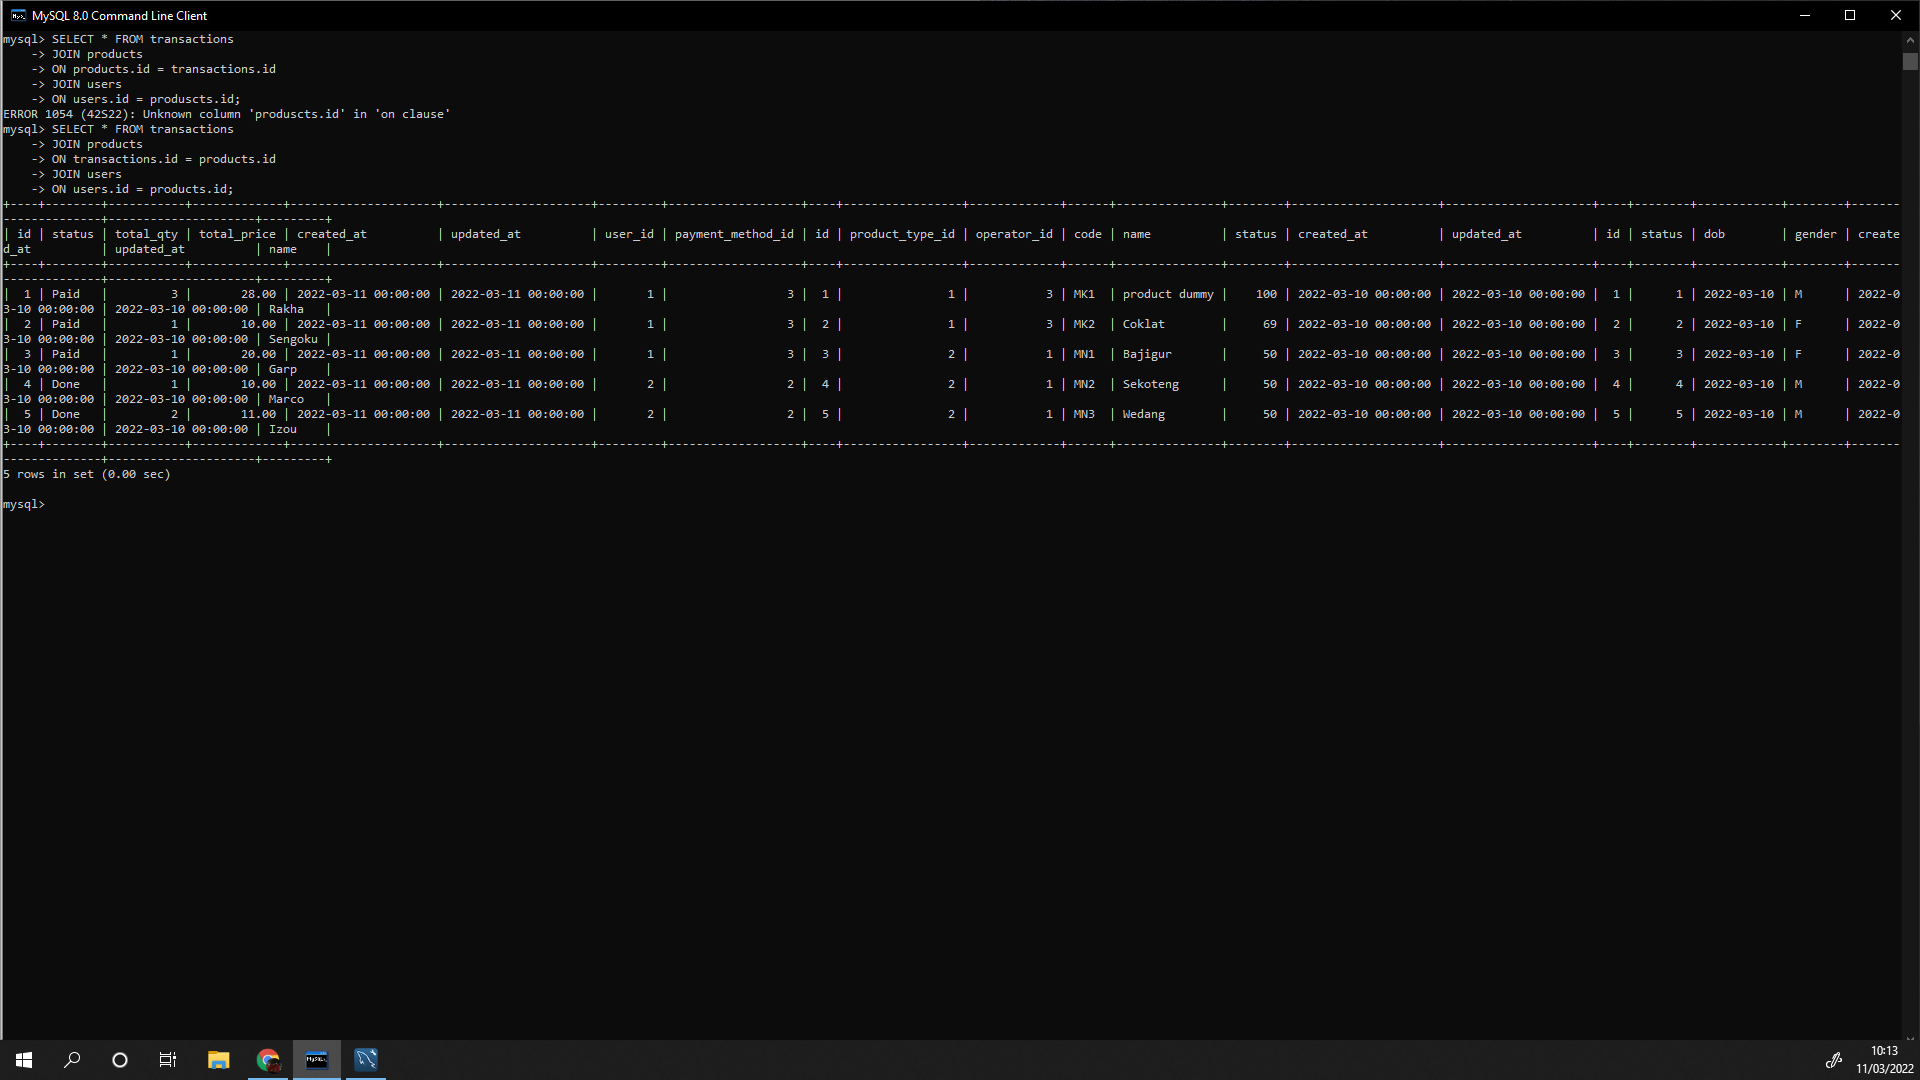 MySQL 8.0 Command Line Client
mysql> SELECT * FROM transactions
    -> JOIN products
    -> ON products.id = transactions.id
    -> JOIN users
    -> ON users.id = produscts.id;
ERROR 1054 (42S22): Unknown column 'produscts.id' in 'on clause'
mysql> SELECT * FROM transactions
    -> JOIN products
    -> ON transactions.id = products.id
    -> JOIN users
    -> ON users.id = products.id;
| id | status | total_qty | total_price | created_at          | updated_at          | user_id | payment_method_id | id | product_type_id | operator_id | code | name          | status | created_at          | updated_at          | id | status | dob        | gender | create
d_at          | updated_at          | name    |
|  1 | Paid   |         3 |       28.00 | 2022-03-11 00:00:00 | 2022-03-11 00:00:00 |       1 |                 3 |  1 |               1 |           3 | MK1  | product dummy |    100 | 2022-03-10 00:00:00 | 2022-03-10 00:00:00 |  1 |      1 | 2022-03-10 | M      | 2022-0
3-10 00:00:00 | 2022-03-10 00:00:00 | Rakha   |
|  2 | Paid   |         1 |       10.00 | 2022-03-11 00:00:00 | 2022-03-11 00:00:00 |       1 |                 3 |  2 |               1 |           3 | MK2  | Coklat        |     69 | 2022-03-10 00:00:00 | 2022-03-10 00:00:00 |  2 |      2 | 2022-03-10 | F      | 2022-0
3-10 00:00:00 | 2022-03-10 00:00:00 | Sengoku |
|  3 | Paid   |         1 |       20.00 | 2022-03-11 00:00:00 | 2022-03-11 00:00:00 |       1 |                 3 |  3 |               2 |           1 | MN1  | Bajigur       |     50 | 2022-03-10 00:00:00 | 2022-03-10 00:00:00 |  3 |      3 | 2022-03-10 | F      | 2022-0
3-10 00:00:00 | 2022-03-10 00:00:00 | Garp    |
|  4 | Done   |         1 |       10.00 | 2022-03-11 00:00:00 | 2022-03-11 00:00:00 |       2 |                 2 |  4 |               2 |           1 | MN2  | Sekoteng      |     50 | 2022-03-10 00:00:00 | 2022-03-10 00:00:00 |  4 |      4 | 2022-03-10 | M      | 2022-0
3-10 00:00:00 | 2022-03-10 00:00:00 | Marco   |
|  5 | Done   |         2 |       11.00 | 2022-03-11 00:00:00 | 2022-03-11 00:00:00 |       2 |                 2 |  5 |               2 |           1 | MN3  | Wedang        |     50 | 2022-03-10 00:00:00 | 2022-03-10 00:00:00 |  5 |      5 | 2022-03-10 | M      | 2022-0
3-10 00:00:00 | 2022-03-10 00:00:00 | Izou    |
5 rows in set (0.00 sec)
mysql>
10:13
11/03/2022